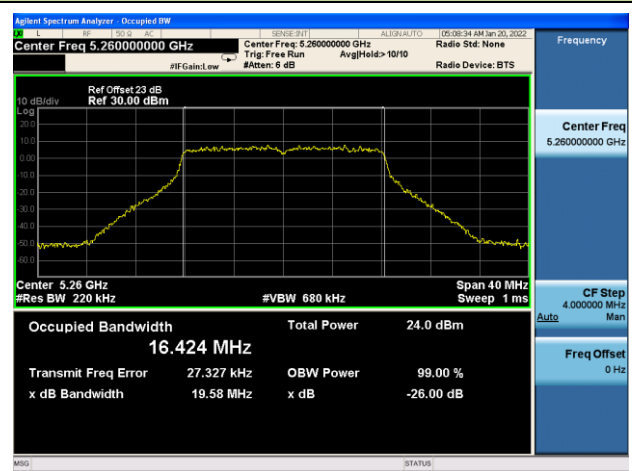 Agilent Spectrum Analyzer - Occupied BW
L RF 50 Ω AC SENSE:INT ALIGNAUTO 05:08:34 AM Jan 20, 2022
Center Freq 5.260000000 GHz
Center Freq: 5.260000000 GHz Radio Std: None
Trig: Free Run Avg|Hold:>10/10
#IFGain:Low #Atten: 6 dB Radio Device: BTS
Frequency
Ref Offset 23 dB
10 dB/div Ref 30.00 dBm
Log
20.0
10.0
0.00
-10.0
-20.0
-30.0
-40.0
-50.0
-60.0
Center 5.26 GHz Span 40 MHz
#Res BW 220 kHz #VBW 680 kHz Sweep 1 ms
Occupied Bandwidth Total Power 24.0 dBm
16.424 MHz
Transmit Freq Error 27.327 kHz OBW Power 99.00 %
x dB Bandwidth 19.58 MHz x dB -26.00 dB
Center Freq
5.260000000 GHz
CF Step
4.000000 MHz
Auto Man
Freq Offset
0 Hz
MSG STATUS